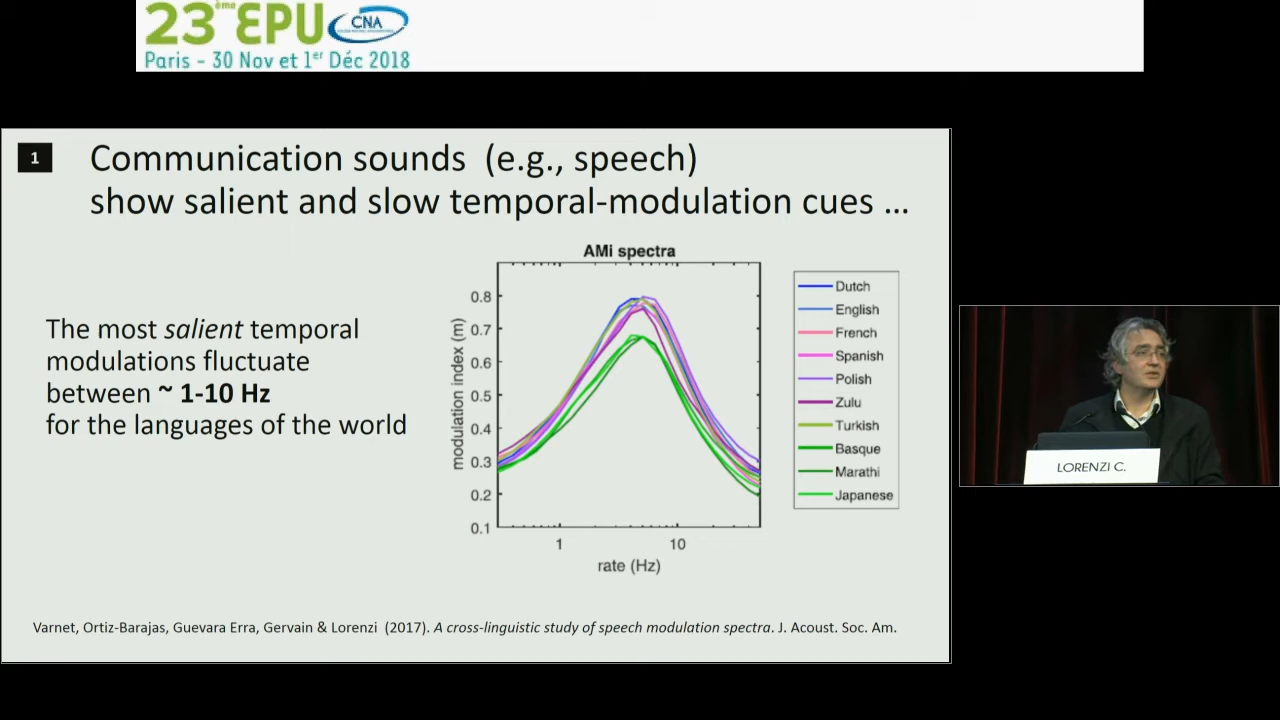 23ème EPU
CNA
Paris - 30 Nov et 1er Déc 2018
1
Communication sounds (e.g., speech)
show salient and slow temporal-modulation cues ...
The most salient temporal
modulations fluctuate
between ~ 1-10 Hz
for the languages of the world
AMi spectra
modulation index (m)
0.8
0.7
0.6
0.5
0.4
0.3
0.2
0.1
1
10
rate (Hz)
Dutch
English
French
Spanish
Polish
Zulu
Turkish
Basque
Marathi
Japanese
Varnet, Ortiz-Barajas, Guevara Erra, Gervain & Lorenzi (2017). A cross-linguistic study of speech modulation spectra. J. Acoust. Soc. Am.
LORENZI C.